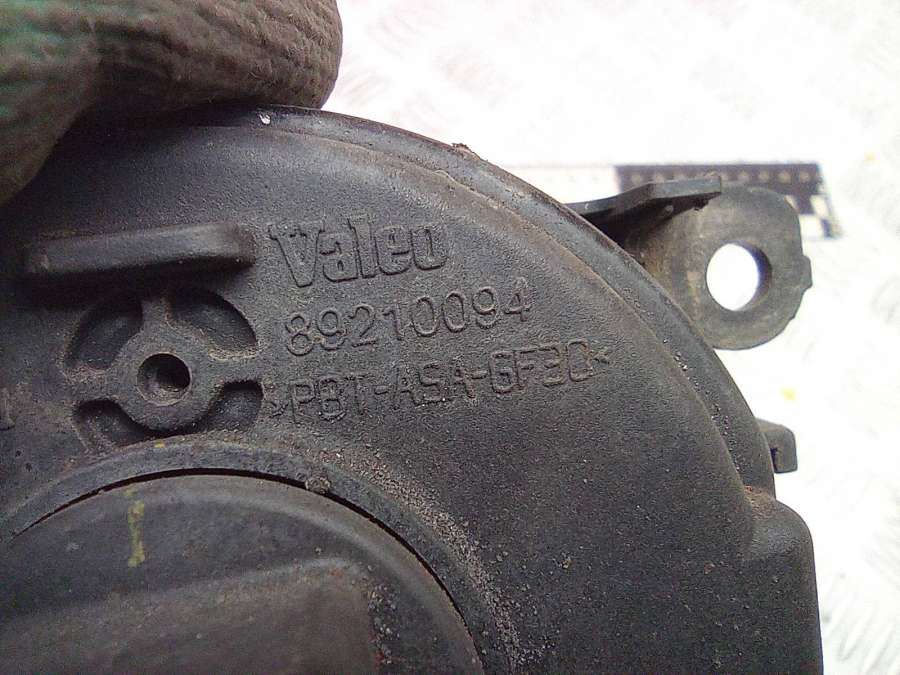 Valeo
89210094
>PBT-ASA-GF30<